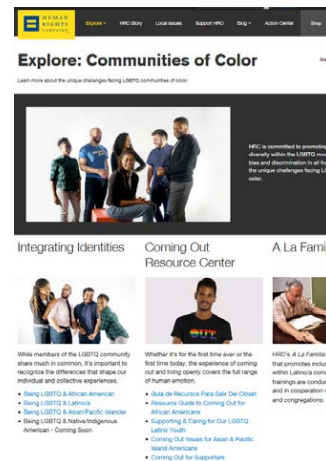 HUMAN
RIGHTS
CAMPAIGN
Explore
HRC Story
Local Issues
Support HRC
Blog
Action Center
Shop
Explore: Communities of Color
Learn more about the unique challenges facing LGBTQ communities of color.
HRC is committed to promoting
diversity within the LGBTQ
bias and discrimination in all
the unique challenges facing
color.
Integrating Identities
While members of the LGBTQ community
share much in common, it's important to
recognize the differences that shape our
individual and collective experiences.
• Being LGBTQ & African American
• Being LGBTQ & Latino/a
• Being LGBTQ & Asian/Pacific Islander
• Being LGBTQ & Native/Indigenous
American - Coming Soon
Coming Out
Resource Center
OUT
Whether it's for the first time ever or the
first time today, the experience of coming
out and living openly covers the full range
of human emotion.
• Guia de Recursos Para Salir Del Clóset
• Resource Guide to Coming Out for
African Americans
• Supporting & Caring for Our LGBTQ
Latino Youth
• Coming Out Issues for Asian & Pacific
Island Americans
• Coming Out for Supporters
A La Fami
HRC's A La Familia
that promotes
within Latino/a
trainings are
and in cooperation
and congregations.